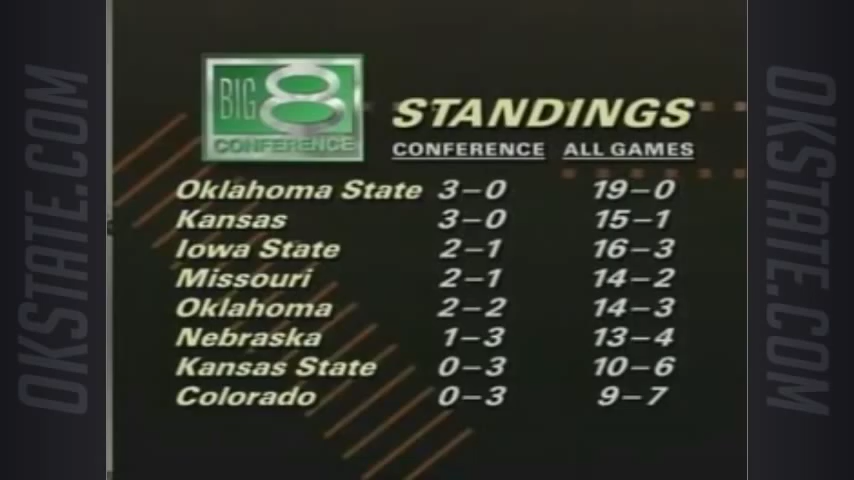 OKSTATE.COM
BIG 8
CONFERENCE
STANDINGS
CONFERENCE ALL GAMES
Oklahoma State 3-0 19-0
Kansas 3-0 15-1
Iowa State 2-1 16-3
Missouri 2-1 14-2
Oklahoma 2-2 14-3
Nebraska 1-3 13-4
Kansas State 0-3 10-6
Colorado 0-3 9-7
OKSTATE.COM